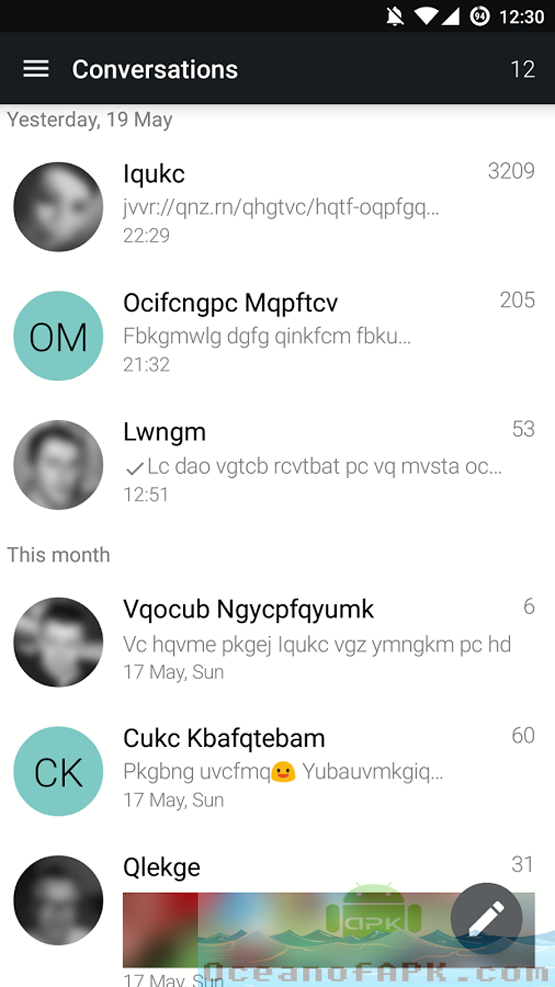 94 12:30
Conversations 12
Yesterday, 19 May
Iqukc 3209
jvvr://qnz.rn/qhgtvc/hqtf-oqpfgq...
22:29
OM
Ocifcngpc Mqpftcv 205
Fbkgmwlg dgfg qinkfcm fbku...
21:32
Lwngm 53
Lc dao vgtcb rcvtbat pc vq mvsta oc...
12:51
This month
Vqocub Ngycpfqyumk 6
Vc hqvme pkgej Iqukc vgz ymngkm pc hd
17 May, Sun
CK
Cukc Kbafqtebam 60
Pkgbng uvcfmq😛 Yubauvmkgiq...
17 May, Sun
Qlekge 31
APK
OceanofAPK.com
17 May, Sun